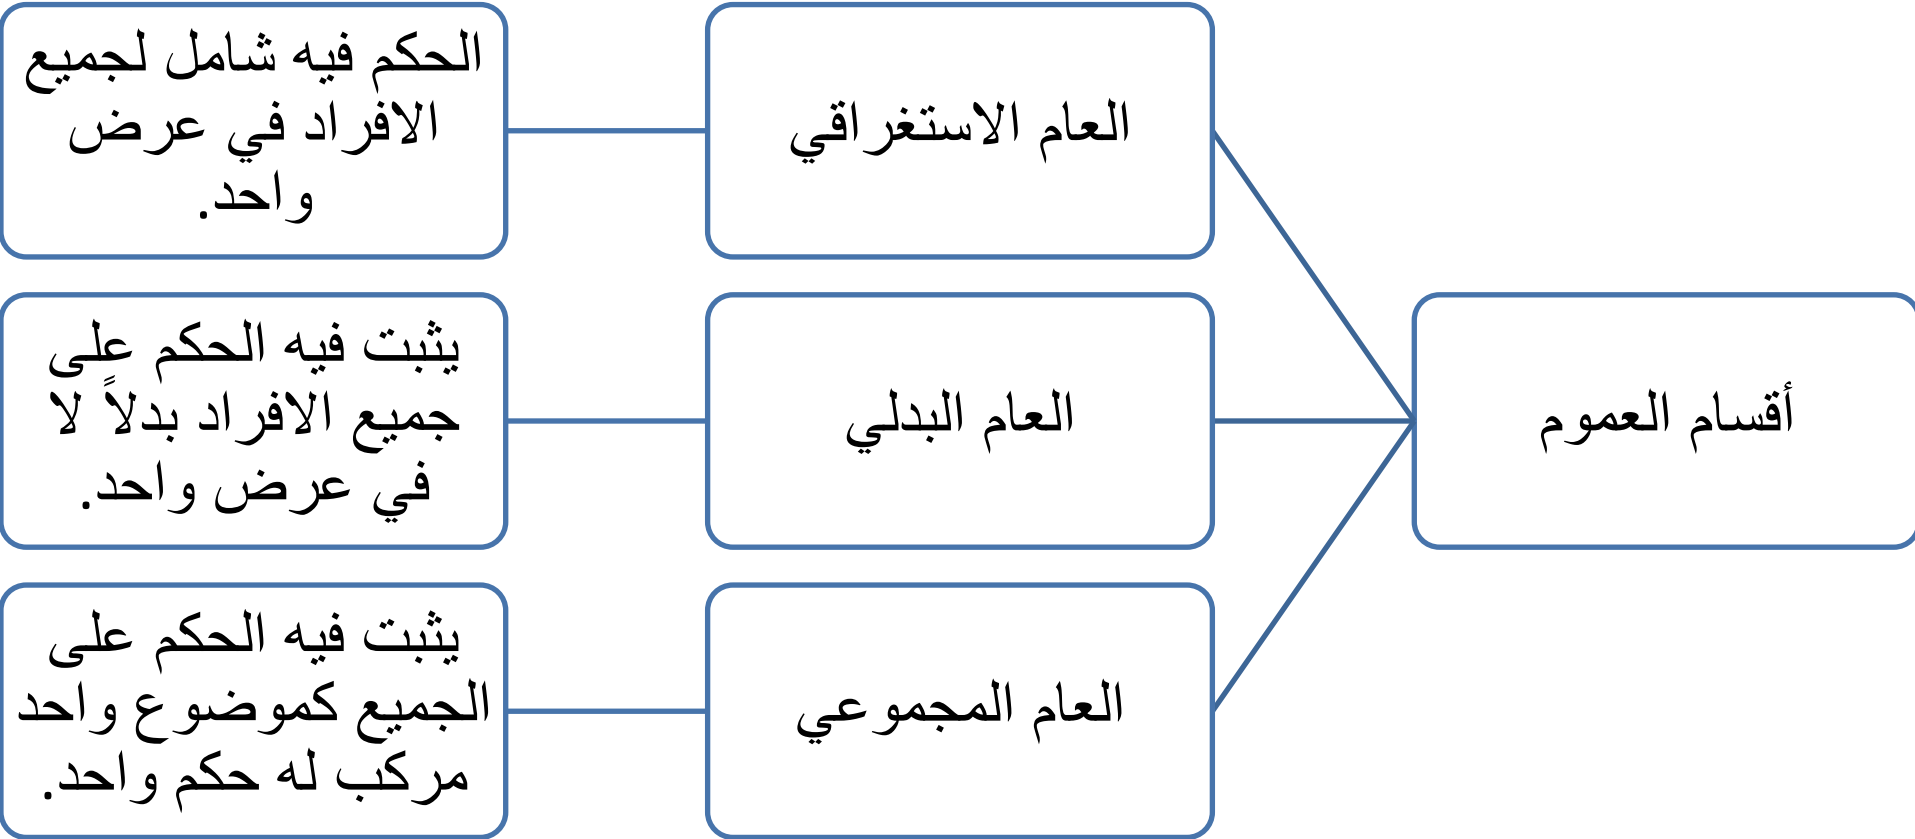 أقسام العموم
العام الاستغراقي
الحكم فيه شامل لجميع
الافراد في عرض
واحد.
العام البدلي
يثبت فيه الحكم على
جميع الافراد بدلاً لا
في عرض واحد.
العام المجموعي
يثبت فيه الحكم على
الجميع كموضوع واحد
مركب له حكم واحد.